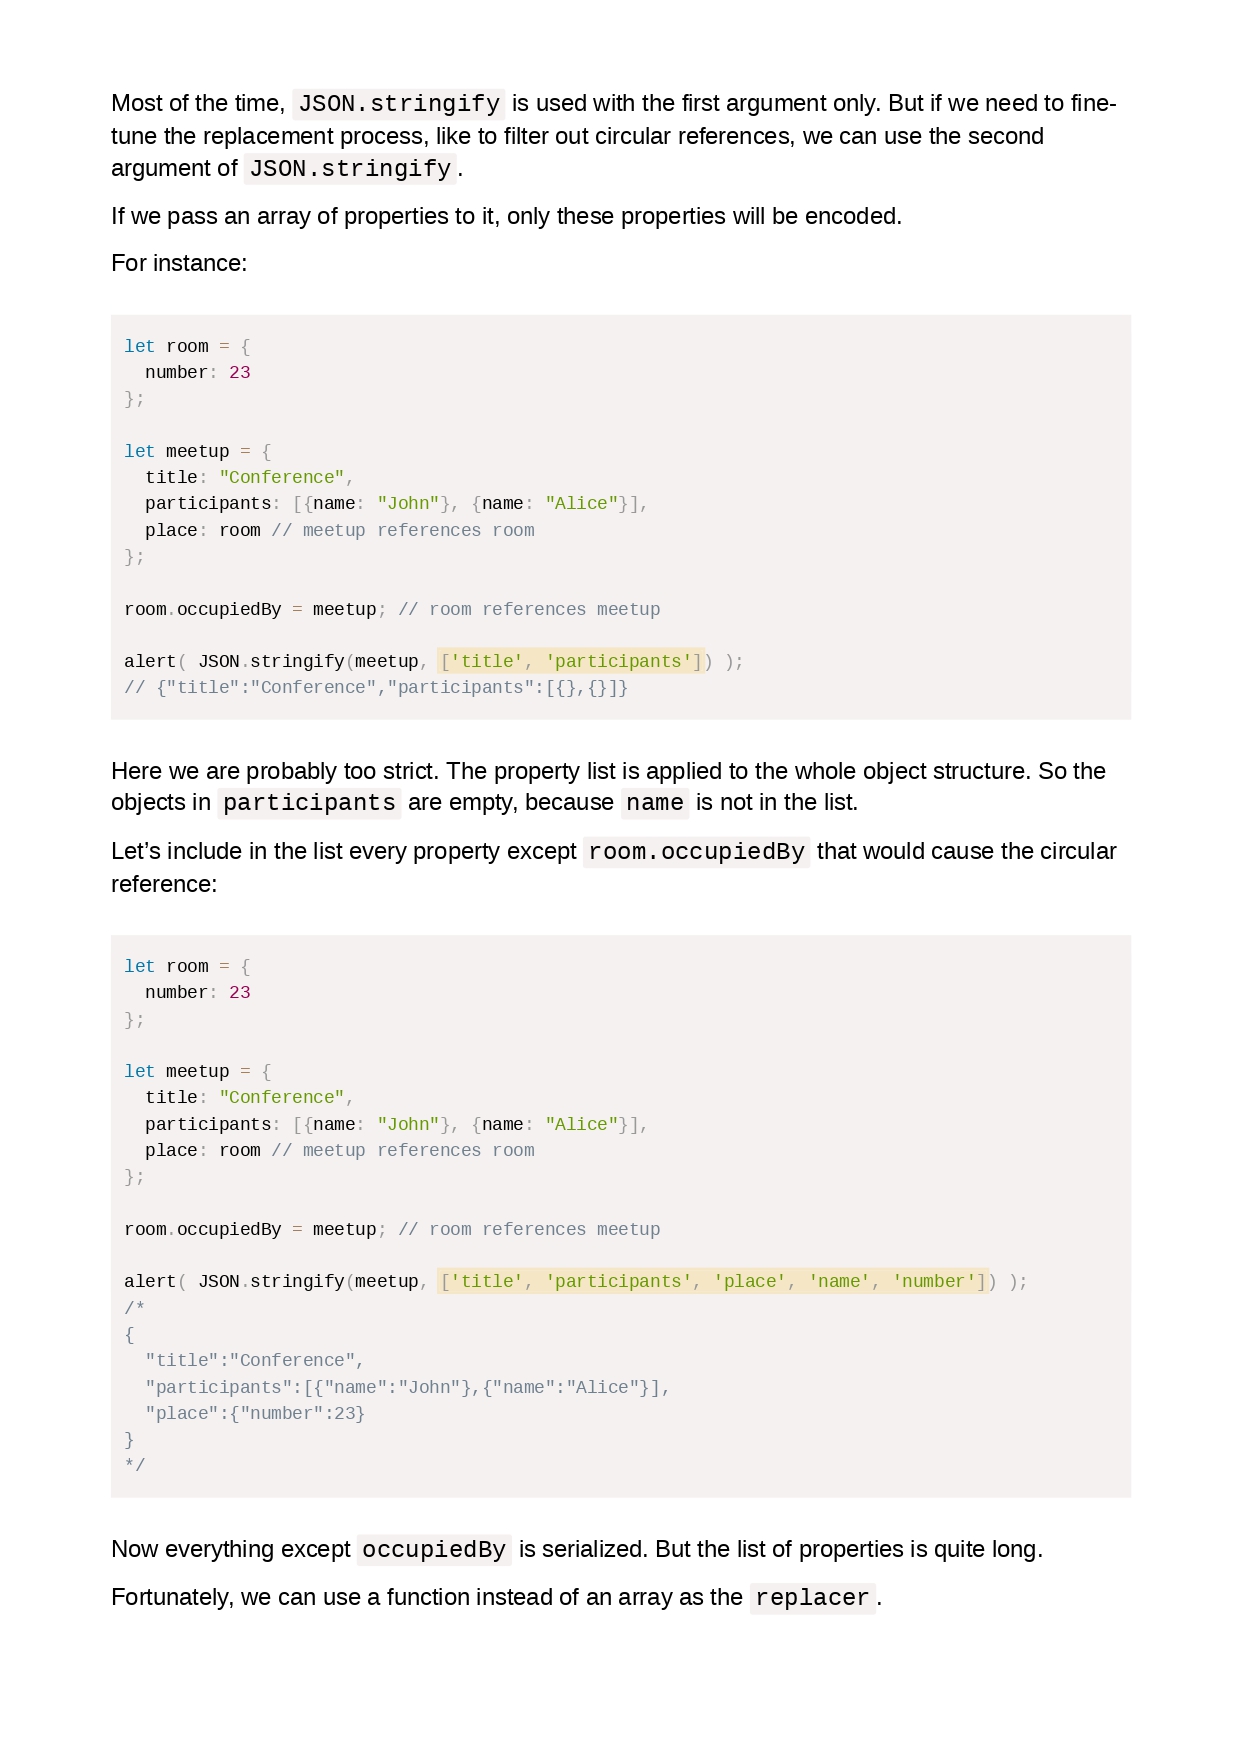 Most of the time, JSON.stringify is used with the first argument only. But if we need to fine-
tune the replacement process, like to filter out circular references, we can use the second
argument of JSON.stringify.
If we pass an array of properties to it, only these properties will be encoded.
For instance:
let room = {
  number: 23
};
let meetup = {
  title: "Conference",
  participants: [{name: "John"}, {name: "Alice"}],
  place: room // meetup references room
};
room.occupiedBy = meetup; // room references meetup
alert( JSON.stringify(meetup, ['title', 'participants']) );
// {"title":"Conference","participants":[{},{}]}
Here we are probably too strict. The property list is applied to the whole object structure. So the
objects in participants are empty, because name is not in the list.
Let’s include in the list every property except room.occupiedBy that would cause the circular
reference:
let room = {
  number: 23
};
let meetup = {
  title: "Conference",
  participants: [{name: "John"}, {name: "Alice"}],
  place: room // meetup references room
};
room.occupiedBy = meetup; // room references meetup
alert( JSON.stringify(meetup, ['title', 'participants', 'place', 'name', 'number']) );
/*
{
  "title":"Conference",
  "participants":[{"name":"John"},{"name":"Alice"}],
  "place":{"number":23}
}
*/
Now everything except occupiedBy is serialized. But the list of properties is quite long.
Fortunately, we can use a function instead of an array as the replacer.